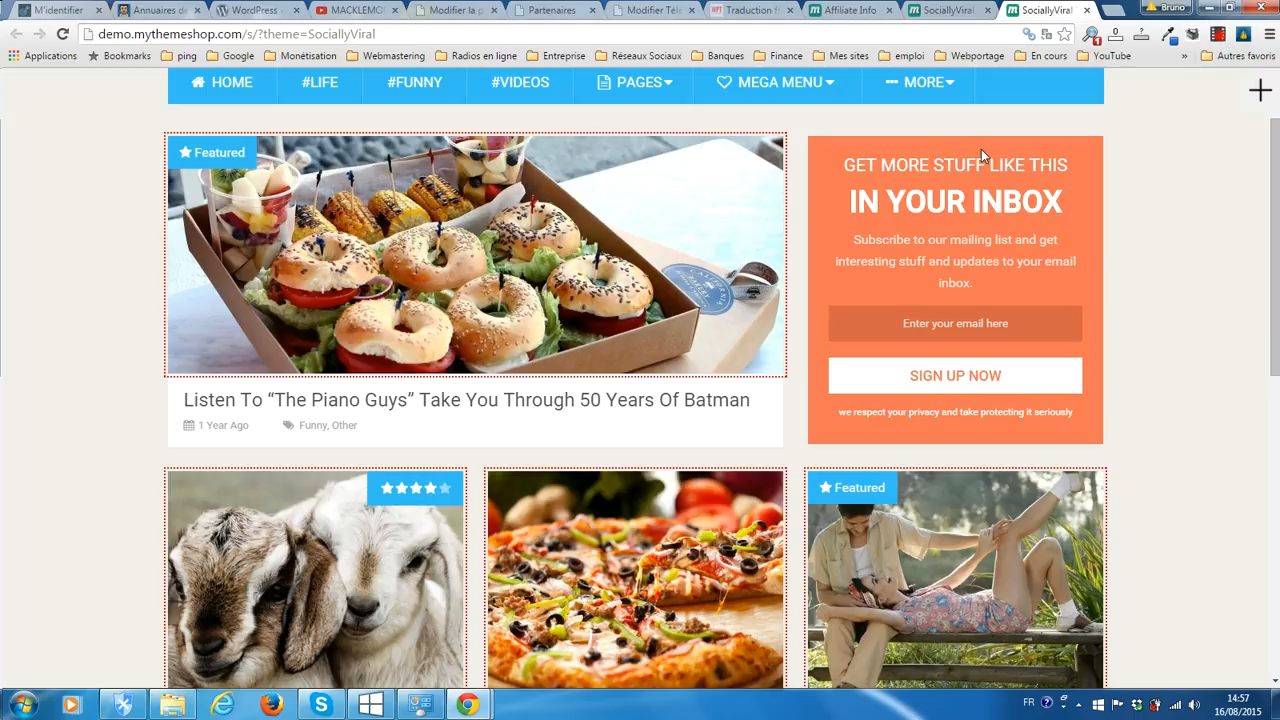 M'identifier
Annuaires de
WordPress ‹
MACKLEMO
Modifier la p
Partenaires
Modifier Tél
Traduction fr
Affiliate Info
SociallyViral
SociallyViral
Bruno
demo.mythemeshop.com/s/?theme=SociallyViral
Applications
Bookmarks
ping
Google
Monétisation
Webmästering
Radios en ligne
Entreprise
Réseaux Sociaux
Banques
Finance
Mes sites
emploi
Webportage
En cours
YouTube
»
Autres favoris
HOME
#LIFE
#FUNNY
#VIDEOS
PAGES
MEGA MENU
MORE
Featured
GET MORE STUFF LIKE THIS
IN YOUR INBOX
Subscribe to our mailing list and get
interesting stuff and updates to your email
inbox.
Enter your email here
SIGN UP NOW
we respect your privacy and take protecting it seriously
Listen To “The Piano Guys” Take You Through 50 Years Of Batman
1 Year Ago
Funny, Other
Featured
FR
14:57
16/08/2015